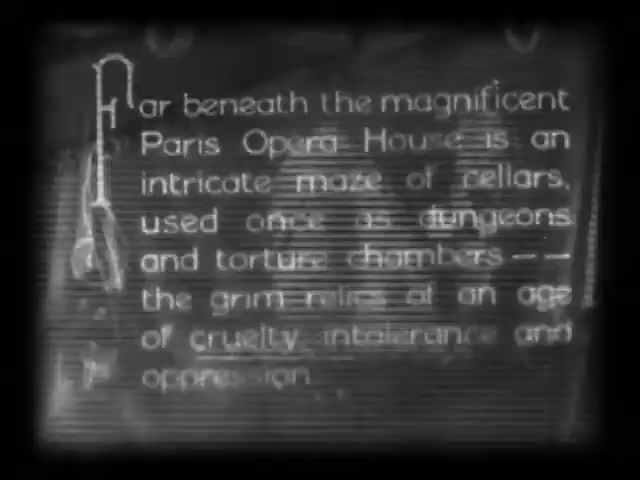 Far beneath the magnificent
Paris Opera House is an
intricate maze of cellars,
used once as dungeons
and torture chambers — —
the grim relics of an age
of cruelty intolerance and
oppression